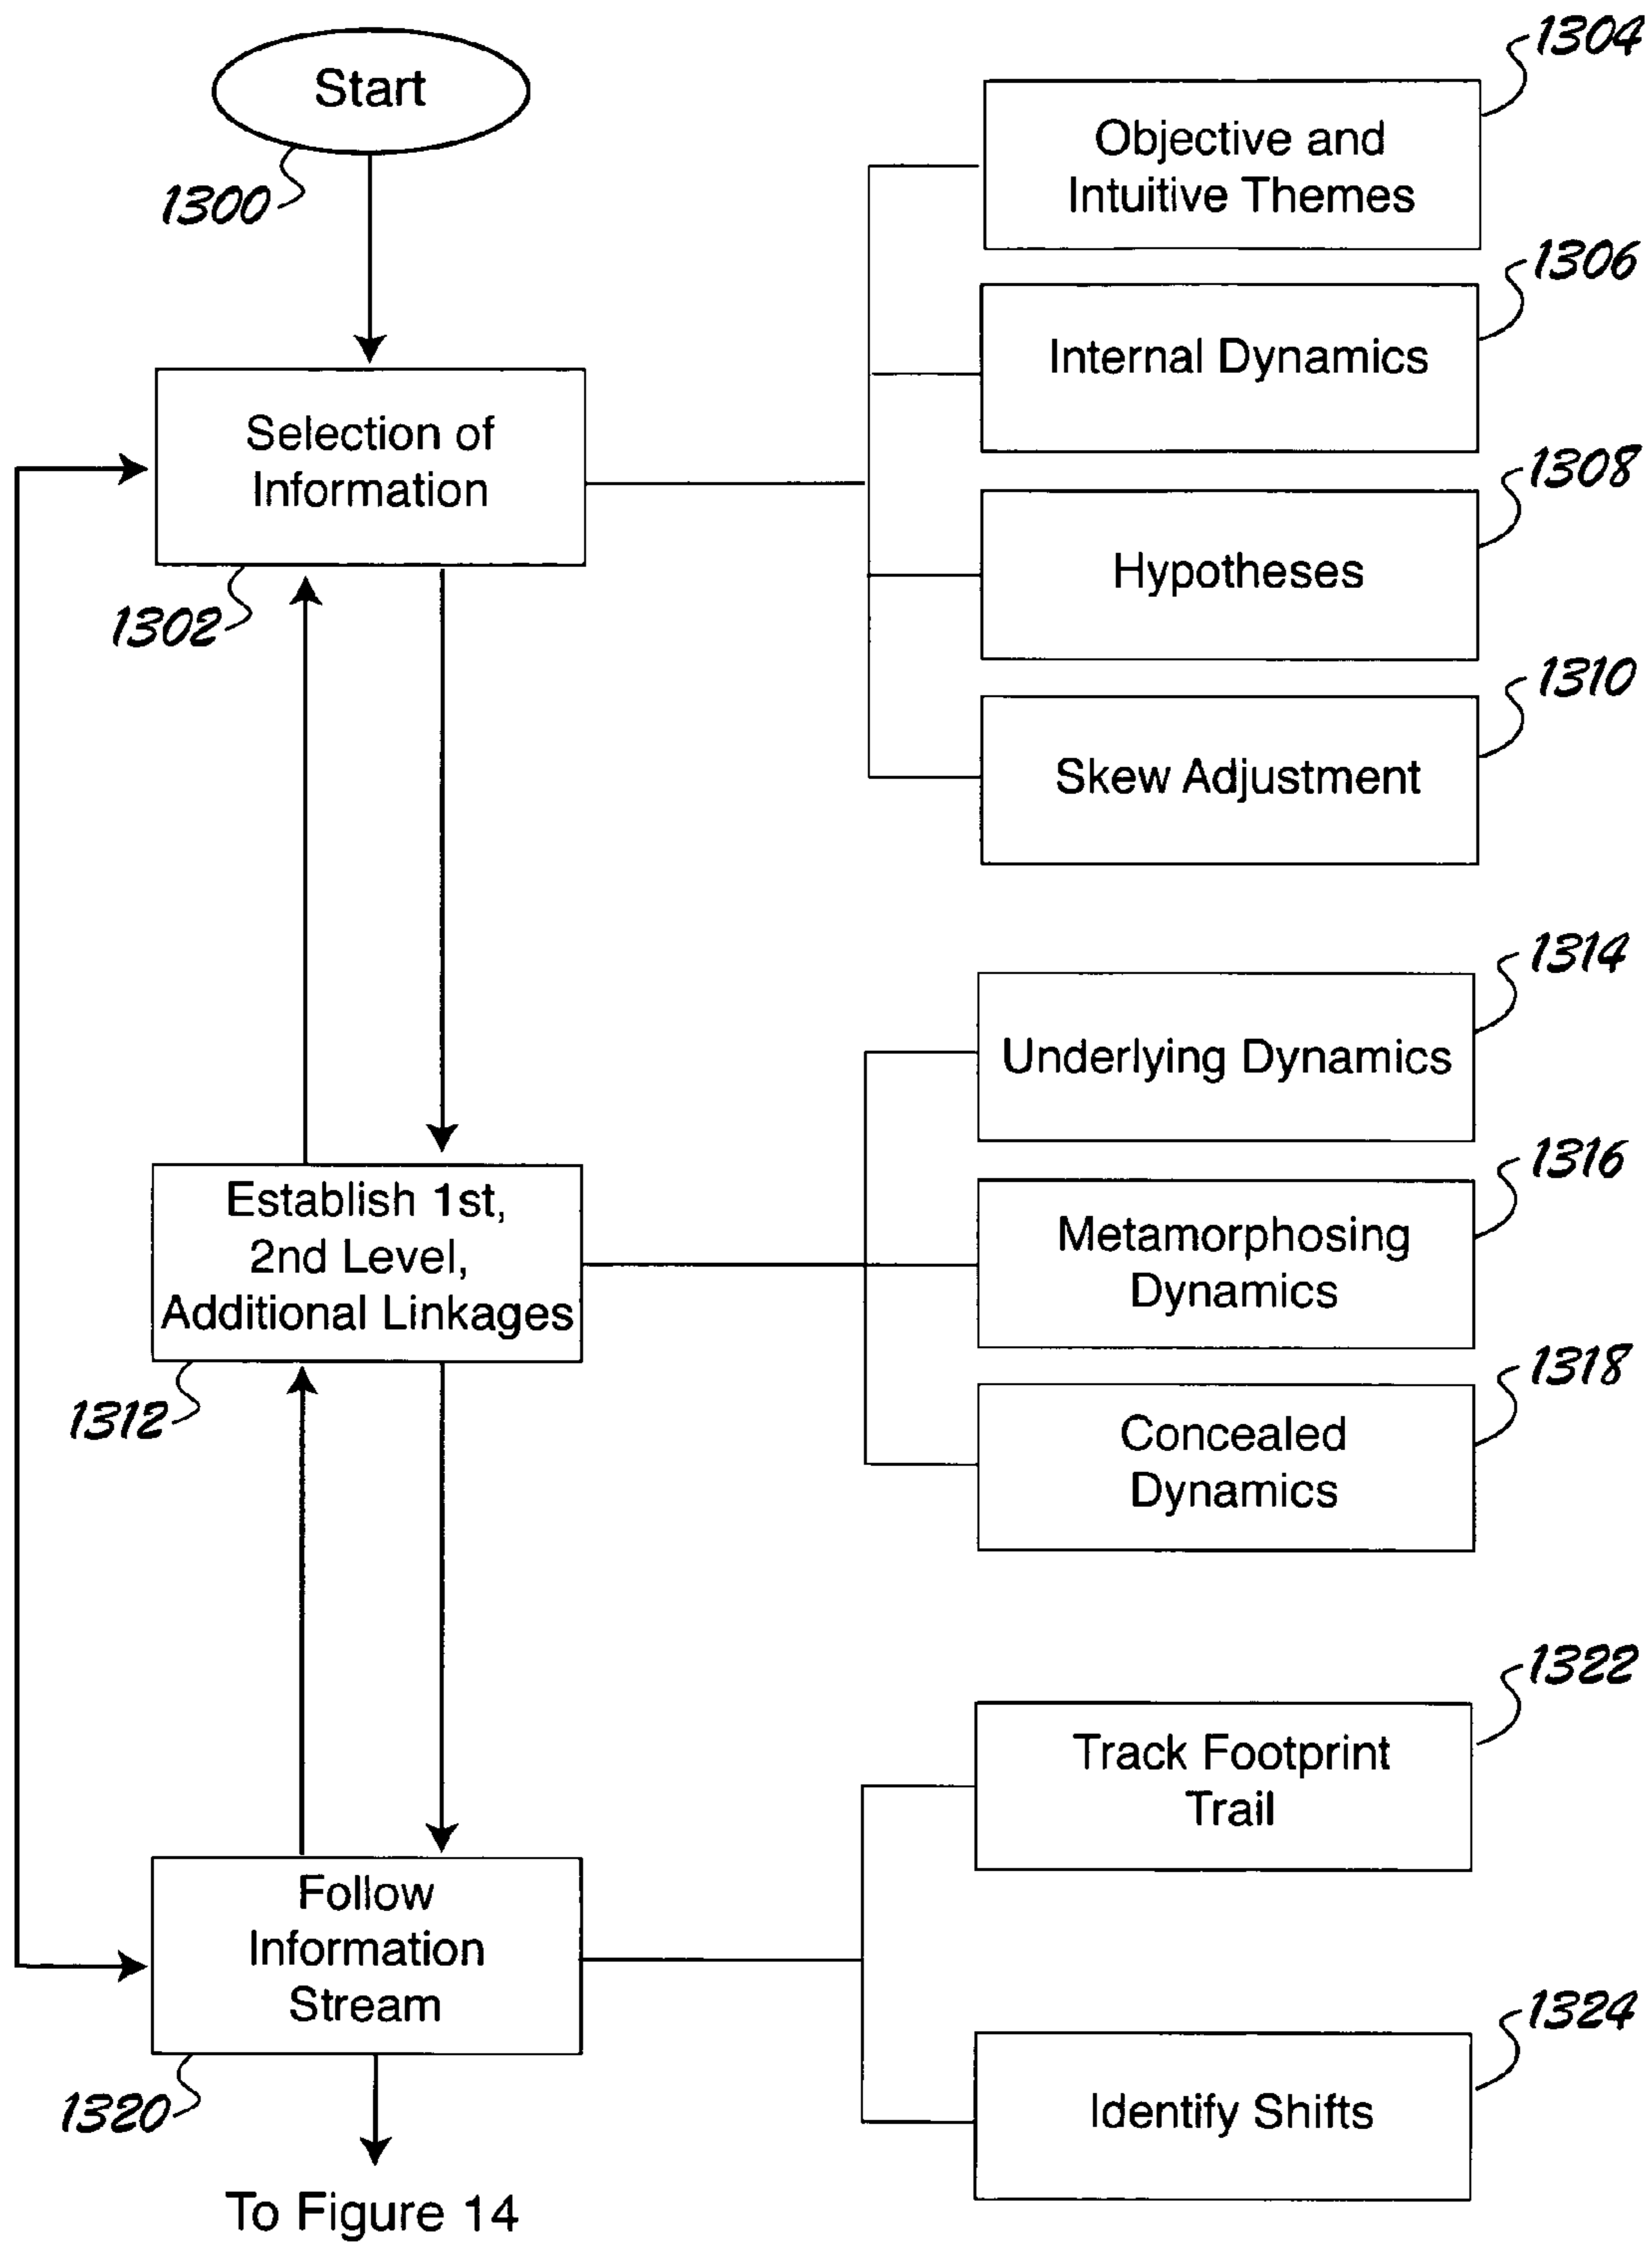 Start
1300
Selection of
Information
1302
Objective and
Intuitive Themes
1304
Internal Dynamics
1306
Hypotheses
1308
Skew Adjustment
1310
Establish 1st,
2nd Level,
Additional Linkages
1312
Underlying Dynamics
1314
Metamorphosing
Dynamics
1316
Concealed
Dynamics
1318
Follow
Information
Stream
1320
Track Footprint
Trail
1322
Identify Shifts
1324
To Figure 14